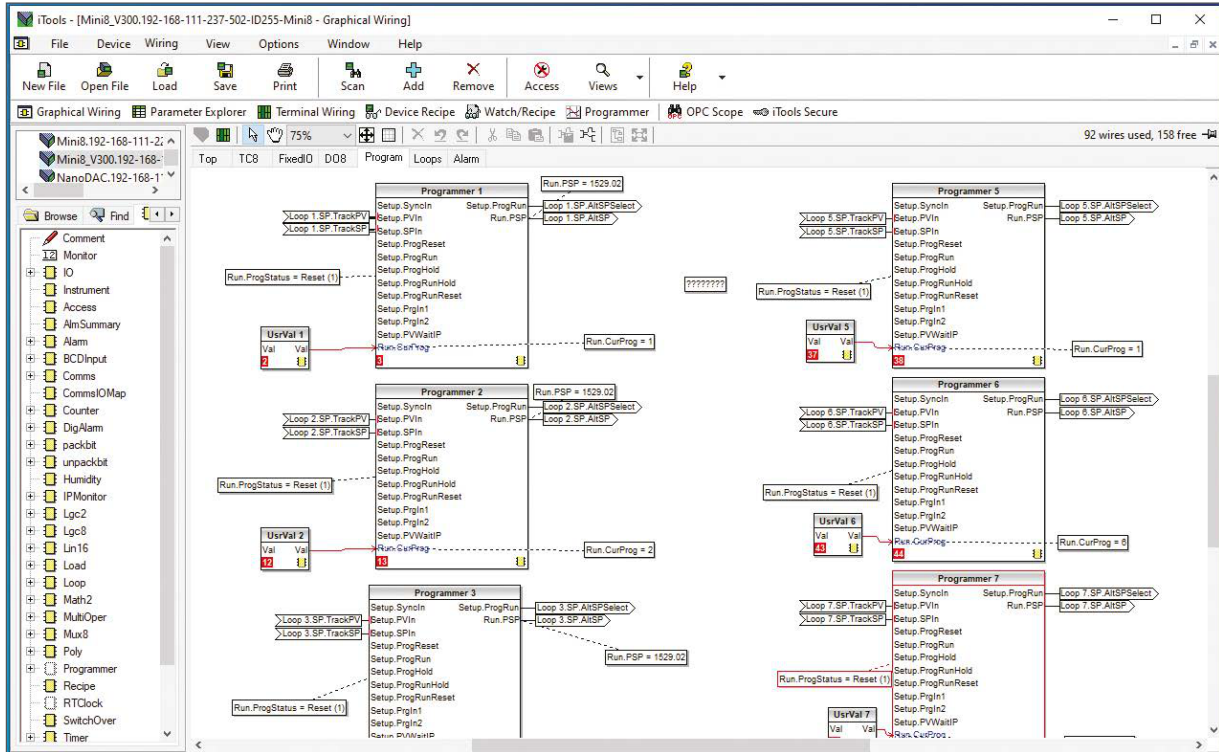 iTools - [Mini8_V300.192-168-111-237-502-ID255-Mini8 - Graphical Wiring]
File Device Wiring View Options Window Help
New File Open File Load Save Print Scan Add Remove Access Views Help
Graphical Wiring Parameter Explorer Terminal Wiring Device Recipe Watch/Recipe Programmer OPC Scope iTools Secure
Mini8.192-168-111-22
Mini8_V300.192-168-
NanoDAC.192-168-1
75%
92 wires used, 158 free
Top TC8 FixedIO DO8 Program Loops Alarm
Browse Find
Comment
Monitor
IO
Instrument
Access
AlmSummary
Alarm
BCDInput
Comms
CommsIOMap
Counter
DigAlarm
packbit
unpackbit
Humidity
IPMonitor
Lgc2
Lgc8
Lin16
Load
Loop
Math2
MultiOper
Mux8
Poly
Programmer
Recipe
RTClock
SwitchOver
Timer
Programmer 1
Run.PSP = 1529.02
Setup.SyncIn Setup.ProgRun Loop 1.SP.AltSPSelect
Loop 1.SP.TrackPV Setup.PVIn Run.PSP Loop 1.SP.AltSP
Loop 1.SP.TrackSP Setup.SPIn
Setup.ProgReset
Setup.ProgRun
Setup.ProgHold
Run.ProgStatus = Reset (1)
Setup.ProgRunHold
Setup.ProgRunReset
Setup.PrgIn1
Setup.PrgIn2
Setup.PVWaitIP
UsrVal 1
Val Val
2
Run.CurProg
Run.CurProg = 1
3
????????
Programmer 2
Run.PSP = 1529.02
Setup.SyncIn Setup.ProgRun Loop 2.SP.AltSPSelect
Loop 2.SP.TrackPV Setup.PVIn Run.PSP Loop 2.SP.AltSP
Loop 2.SP.TrackSP Setup.SPIn
Setup.ProgReset
Setup.ProgRun
Setup.ProgHold
Run.ProgStatus = Reset (1)
Setup.ProgRunHold
Setup.ProgRunReset
Setup.PrgIn1
Setup.PrgIn2
Setup.PVWaitIP
UsrVal 2
Val Val
12
Run.CurProg
Run.CurProg = 2
13
Programmer 3
Setup.SyncIn Setup.ProgRun Loop 3.SP.AltSPSelect
Loop 3.SP.TrackPV Setup.PVIn Run.PSP Loop 3.SP.AltSP
Loop 3.SP.TrackSP Setup.SPIn
Run.PSP = 1529.02
Setup.ProgReset
Setup.ProgRun
Setup.ProgHold
Setup.ProgRunHold
Setup.ProgRunReset
Run.ProgStatus = Reset (1)
Setup.PrgIn1
Setup.PrgIn2
Setup.PVWaitIP
Programmer 5
Setup.SyncIn Setup.ProgRun Loop 5.SP.AltSPSelect
Loop 5.SP.TrackPV Setup.PVIn Run.PSP Loop 5.SP.AltSP
Loop 5.SP.TrackSP Setup.SPIn
Setup.ProgReset
Setup.ProgRun
Setup.ProgHold
Run.ProgStatus = Reset (1)
Setup.ProgRunHold
Setup.ProgRunReset
Setup.PrgIn1
Setup.PrgIn2
Setup.PVWaitIP
UsrVal 5
Val Val
37
Run.CurProg
Run.CurProg = 1
38
Programmer 6
Setup.SyncIn Setup.ProgRun Loop 6.SP.AltSPSelect
Loop 6.SP.TrackPV Setup.PVIn Run.PSP Loop 6.SP.AltSP
Loop 6.SP.TrackSP Setup.SPIn
Setup.ProgReset
Setup.ProgRun
Setup.ProgHold
Run.ProgStatus = Reset (1)
Setup.ProgRunHold
Setup.ProgRunReset
Setup.PrgIn1
Setup.PrgIn2
Setup.PVWaitIP
UsrVal 6
Val Val
43
Run.CurProg
Run.CurProg = 6
44
Programmer 7
Setup.SyncIn Setup.ProgRun Loop 7.SP.AltSPSelect
Loop 7.SP.TrackPV Setup.PVIn Run.PSP Loop 7.SP.AltSP
Loop 7.SP.TrackSP Setup.SPIn
Setup.ProgReset
Setup.ProgRun
Setup.ProgHold
Run.ProgStatus = Reset (1)
Setup.ProgRunHold
Setup.ProgRunReset
Setup.PrgIn1
Setup.PrgIn2
Setup.PVWaitIP
UsrVal 7
Val Val